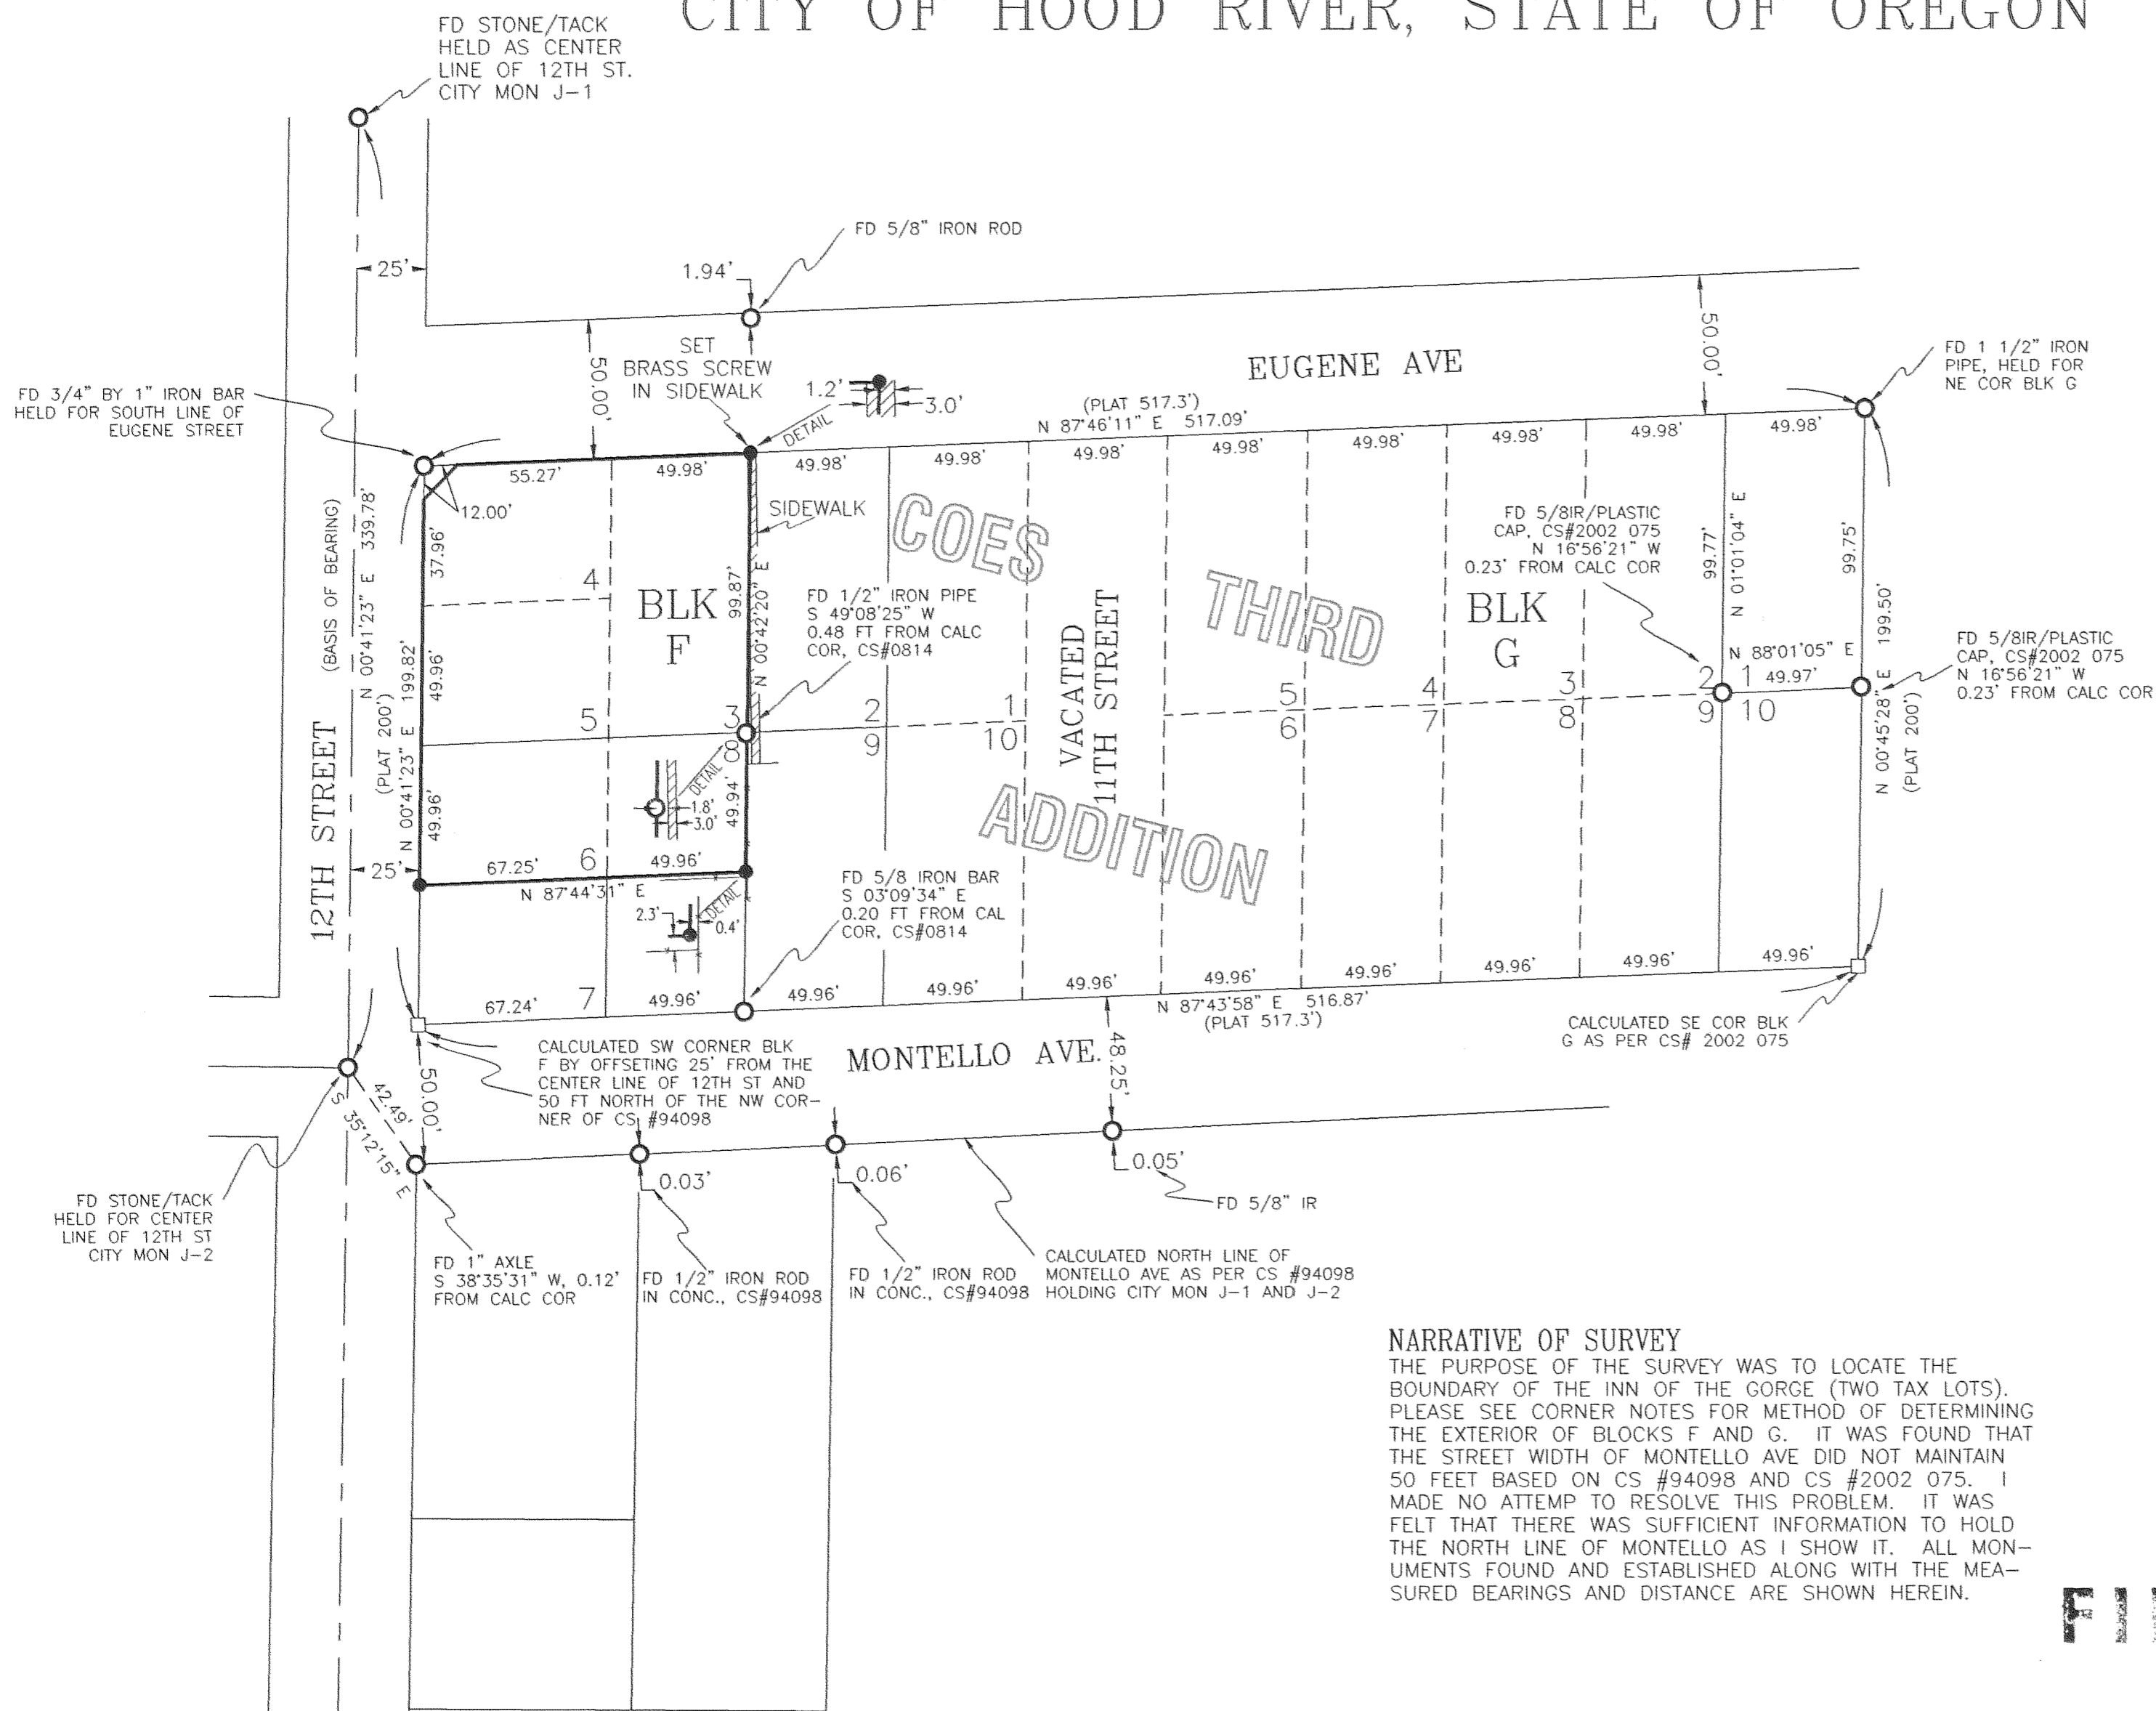 CITY OF HOOD RIVER, STATE OF OREGON
FD STONE/TACK
HELD AS CENTER
LINE OF 12TH ST.
CITY MON J-1
FD 5/8" IRON ROD
1.94'
25'
SET
BRASS SCREW
IN SIDEWALK
50.00'
1.2'
3.0'
DETAIL
EUGENE AVE
50.00'
FD 1 1/2" IRON
PIPE, HELD FOR
NE COR BLK G
FD 3/4" BY 1" IRON BAR
HELD FOR SOUTH LINE OF
EUGENE STREET
(PLAT 517.3')
N 87°46'11" E 517.09'
55.27'
49.98'
49.98'
49.98'
49.98'
49.98'
49.98'
49.98'
49.98'
49.98'
12.00'
SIDEWALK
37.96'
(BASIS OF BEARING)
N 00°41'23" E 339.78'
(PLAT 200')
N 00°41'23" E 199.82'
49.96'
49.96'
4
BLK
F
99.87'
N 00°42'20" E
COES
THIRD
ADDITION
FD 1/2" IRON PIPE
S 49°08'25" W
0.48 FT FROM CALC
COR, CS#0814
VACATED
11TH STREET
BLK
G
FD 5/8IR/PLASTIC
CAP, CS#2002 075
N 16°56'21" W
0.23' FROM CALC COR
99.77'
N 01°01'04" E
99.75'
N 00°45'28" E 199.50'
(PLAT 200')
N 88°01'05" E
49.97'
FD 5/8IR/PLASTIC
CAP, CS#2002 075
N 16°56'21" W
0.23' FROM CALC COR
5
3
2
1
5
4
3
2
1
8
9
10
6
7
8
9
10
DETAIL
1.8'
3.0'
49.94'
12TH STREET
25'
67.25'
6
49.96'
N 87°44'31" E
DETAIL
2.3'
0.4'
FD 5/8 IRON BAR
S 03°09'34" E
0.20 FT FROM CAL
COR, CS#0814
67.24'
7
49.96'
49.96'
49.96'
49.96'
49.96'
49.96'
49.96'
49.96'
49.96'
N 87°43'58" E 516.87'
(PLAT 517.3')
CALCULATED SE COR BLK
G AS PER CS# 2002 075
CALCULATED SW CORNER BLK
F BY OFFSETING 25' FROM THE
CENTER LINE OF 12TH ST AND
50 FT NORTH OF THE NW COR-
NER OF CS #94098
MONTELLO AVE.
48.25'
50.00'
42.49'
S 35°12'15" E
0.03'
0.06'
0.05'
FD 5/8" IR
FD STONE/TACK
HELD FOR CENTER
LINE OF 12TH ST
CITY MON J-2
FD 1" AXLE
S 38°35'31" W, 0.12'
FROM CALC COR
FD 1/2" IRON ROD
IN CONC., CS#94098
FD 1/2" IRON ROD
IN CONC., CS#94098
CALCULATED NORTH LINE OF
MONTELLO AVE AS PER CS #94098
HOLDING CITY MON J-1 AND J-2
NARRATIVE OF SURVEY
THE PURPOSE OF THE SURVEY WAS TO LOCATE THE
BOUNDARY OF THE INN OF THE GORGE (TWO TAX LOTS).
PLEASE SEE CORNER NOTES FOR METHOD OF DETERMINING
THE EXTERIOR OF BLOCKS F AND G. IT WAS FOUND THAT
THE STREET WIDTH OF MONTELLO AVE DID NOT MAINTAIN
50 FEET BASED ON CS #94098 AND CS #2002 075. I
MADE NO ATTEMP TO RESOLVE THIS PROBLEM. IT WAS
FELT THAT THERE WAS SUFFICIENT INFORMATION TO HOLD
THE NORTH LINE OF MONTELLO AS I SHOW IT. ALL MON-
UMENTS FOUND AND ESTABLISHED ALONG WITH THE MEA-
SURED BEARINGS AND DISTANCE ARE SHOWN HEREIN.